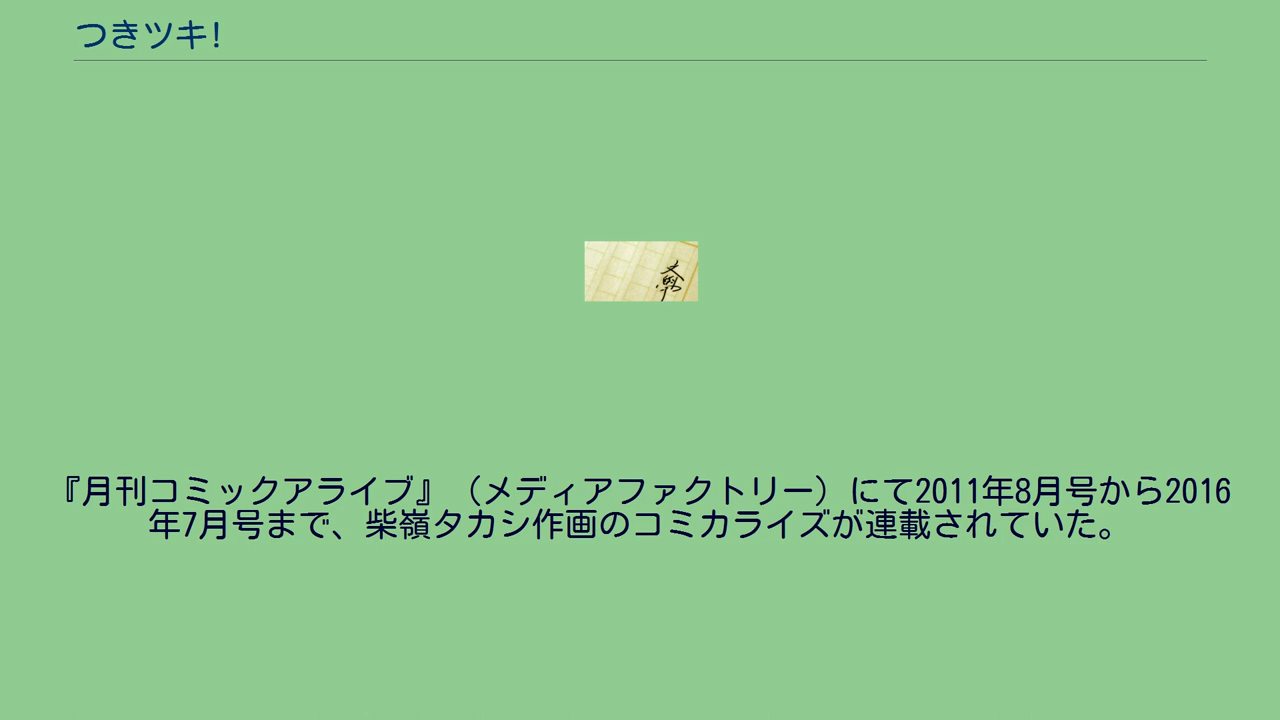 つきツキ!
『月刊コミックアライブ』（メディアファクトリー）にて2011年8月号から2016
年7月号まで、柴嶺タカシ作画のコミカライズが連載されていた。